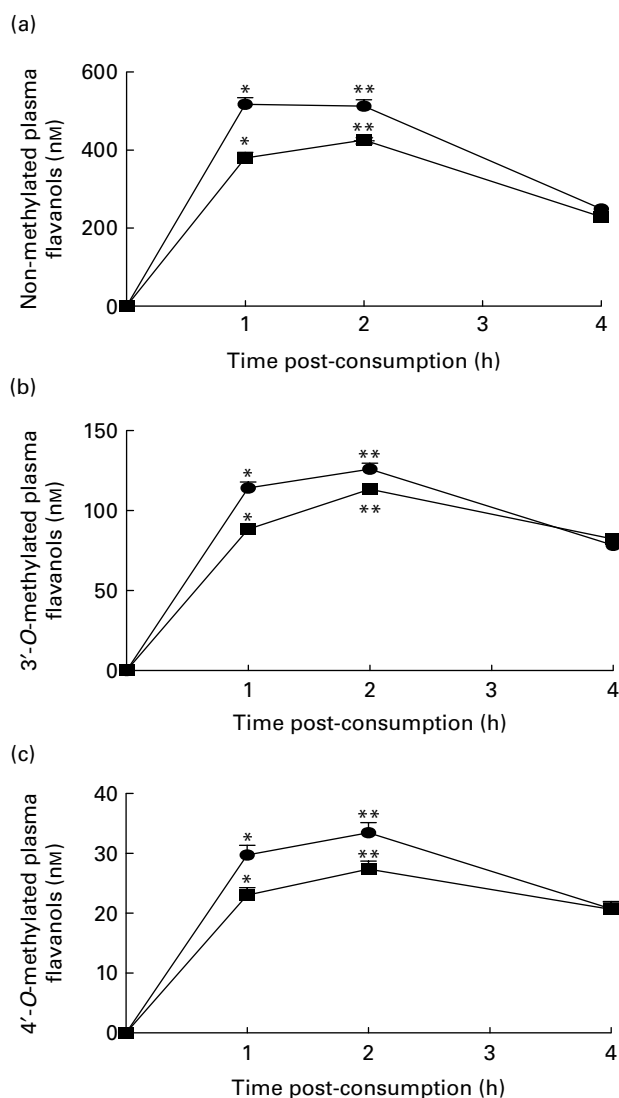 (a)
Non-methylated plasma
flavanols (nM)
600
400
200
0
*
**
*
**
1 2 3 4
Time post-consumption (h)
(b)
3′-O-methylated plasma
flavanols (nM)
150
100
50
0
*
**
*
**
1 2 3 4
Time post-consumption (h)
(c)
4′-O-methylated plasma
flavanols (nM)
40
30
20
10
0
*
**
*
**
1 2 3 4
Time post-consumption (h)